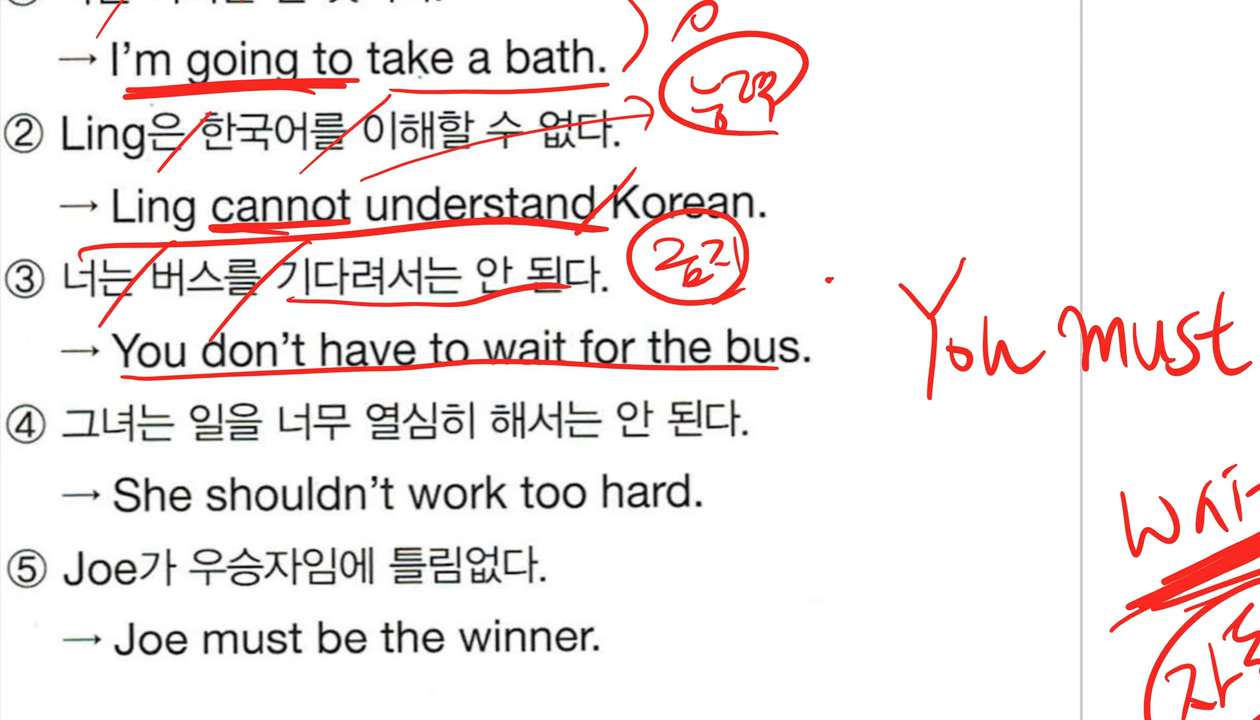 → I'm going to take a bath.
능력
② Ling은 한국어를 이해할 수 없다.
→ Ling cannot understand Korean.
③ 너는 버스를 기다려서는 안 된다.
금지
→ You don't have to wait for the bus.
You must
④ 그녀는 일을 너무 열심히 해서는 안 된다.
→ She shouldn't work too hard.
⑤ Joe가 우승자임에 틀림없다.
→ Joe must be the winner.